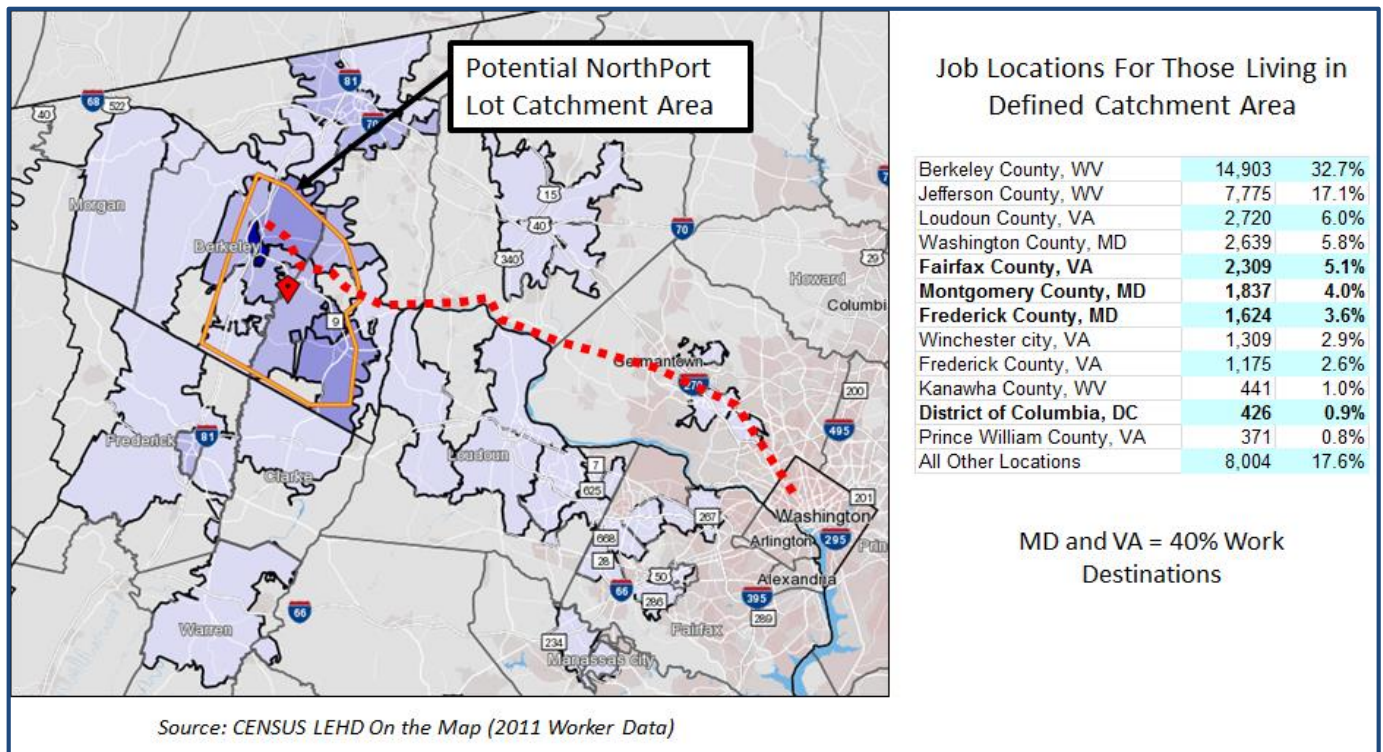 Potential NorthPort
Lot Catchment Area
81
70
68
522
40
Morgan
Berkeley
9
15
40
340
70
Howard
29
Columbi
Germantown
270
200
495
Frederick
81
Clarke
Loudoun
7
625
267
668
28
50
286
66
Washington
201
Arlington
295
Prin
Alexandria
395
289
Fairfax
66
Warren
234
Manassas city
Source: CENSUS LEHD On the Map (2011 Worker Data)
Job Locations For Those Living in
Defined Catchment Area
Berkeley County, WV 14,903 32.7%
Jefferson County, WV 7,775 17.1%
Loudoun County, VA 2,720 6.0%
Washington County, MD 2,639 5.8%
Fairfax County, VA 2,309 5.1%
Montgomery County, MD 1,837 4.0%
Frederick County, MD 1,624 3.6%
Winchester city, VA 1,309 2.9%
Frederick County, VA 1,175 2.6%
Kanawha County, WV 441 1.0%
District of Columbia, DC 426 0.9%
Prince William County, VA 371 0.8%
All Other Locations 8,004 17.6%
MD and VA = 40% Work
Destinations